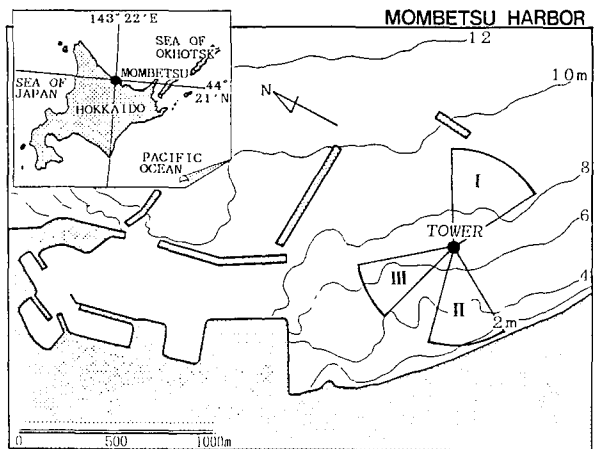 MOMBETSU HARBOR
143° 22'E
SEA OF
OKHOTSK
MOMBETSU
44°
21'N
SEA OF
JAPAN
HOKKAIDO
PACIFIC
OCEAN
N
12
10m
8
6
4
2m
I
TOWER
III
II
0 500 1000m